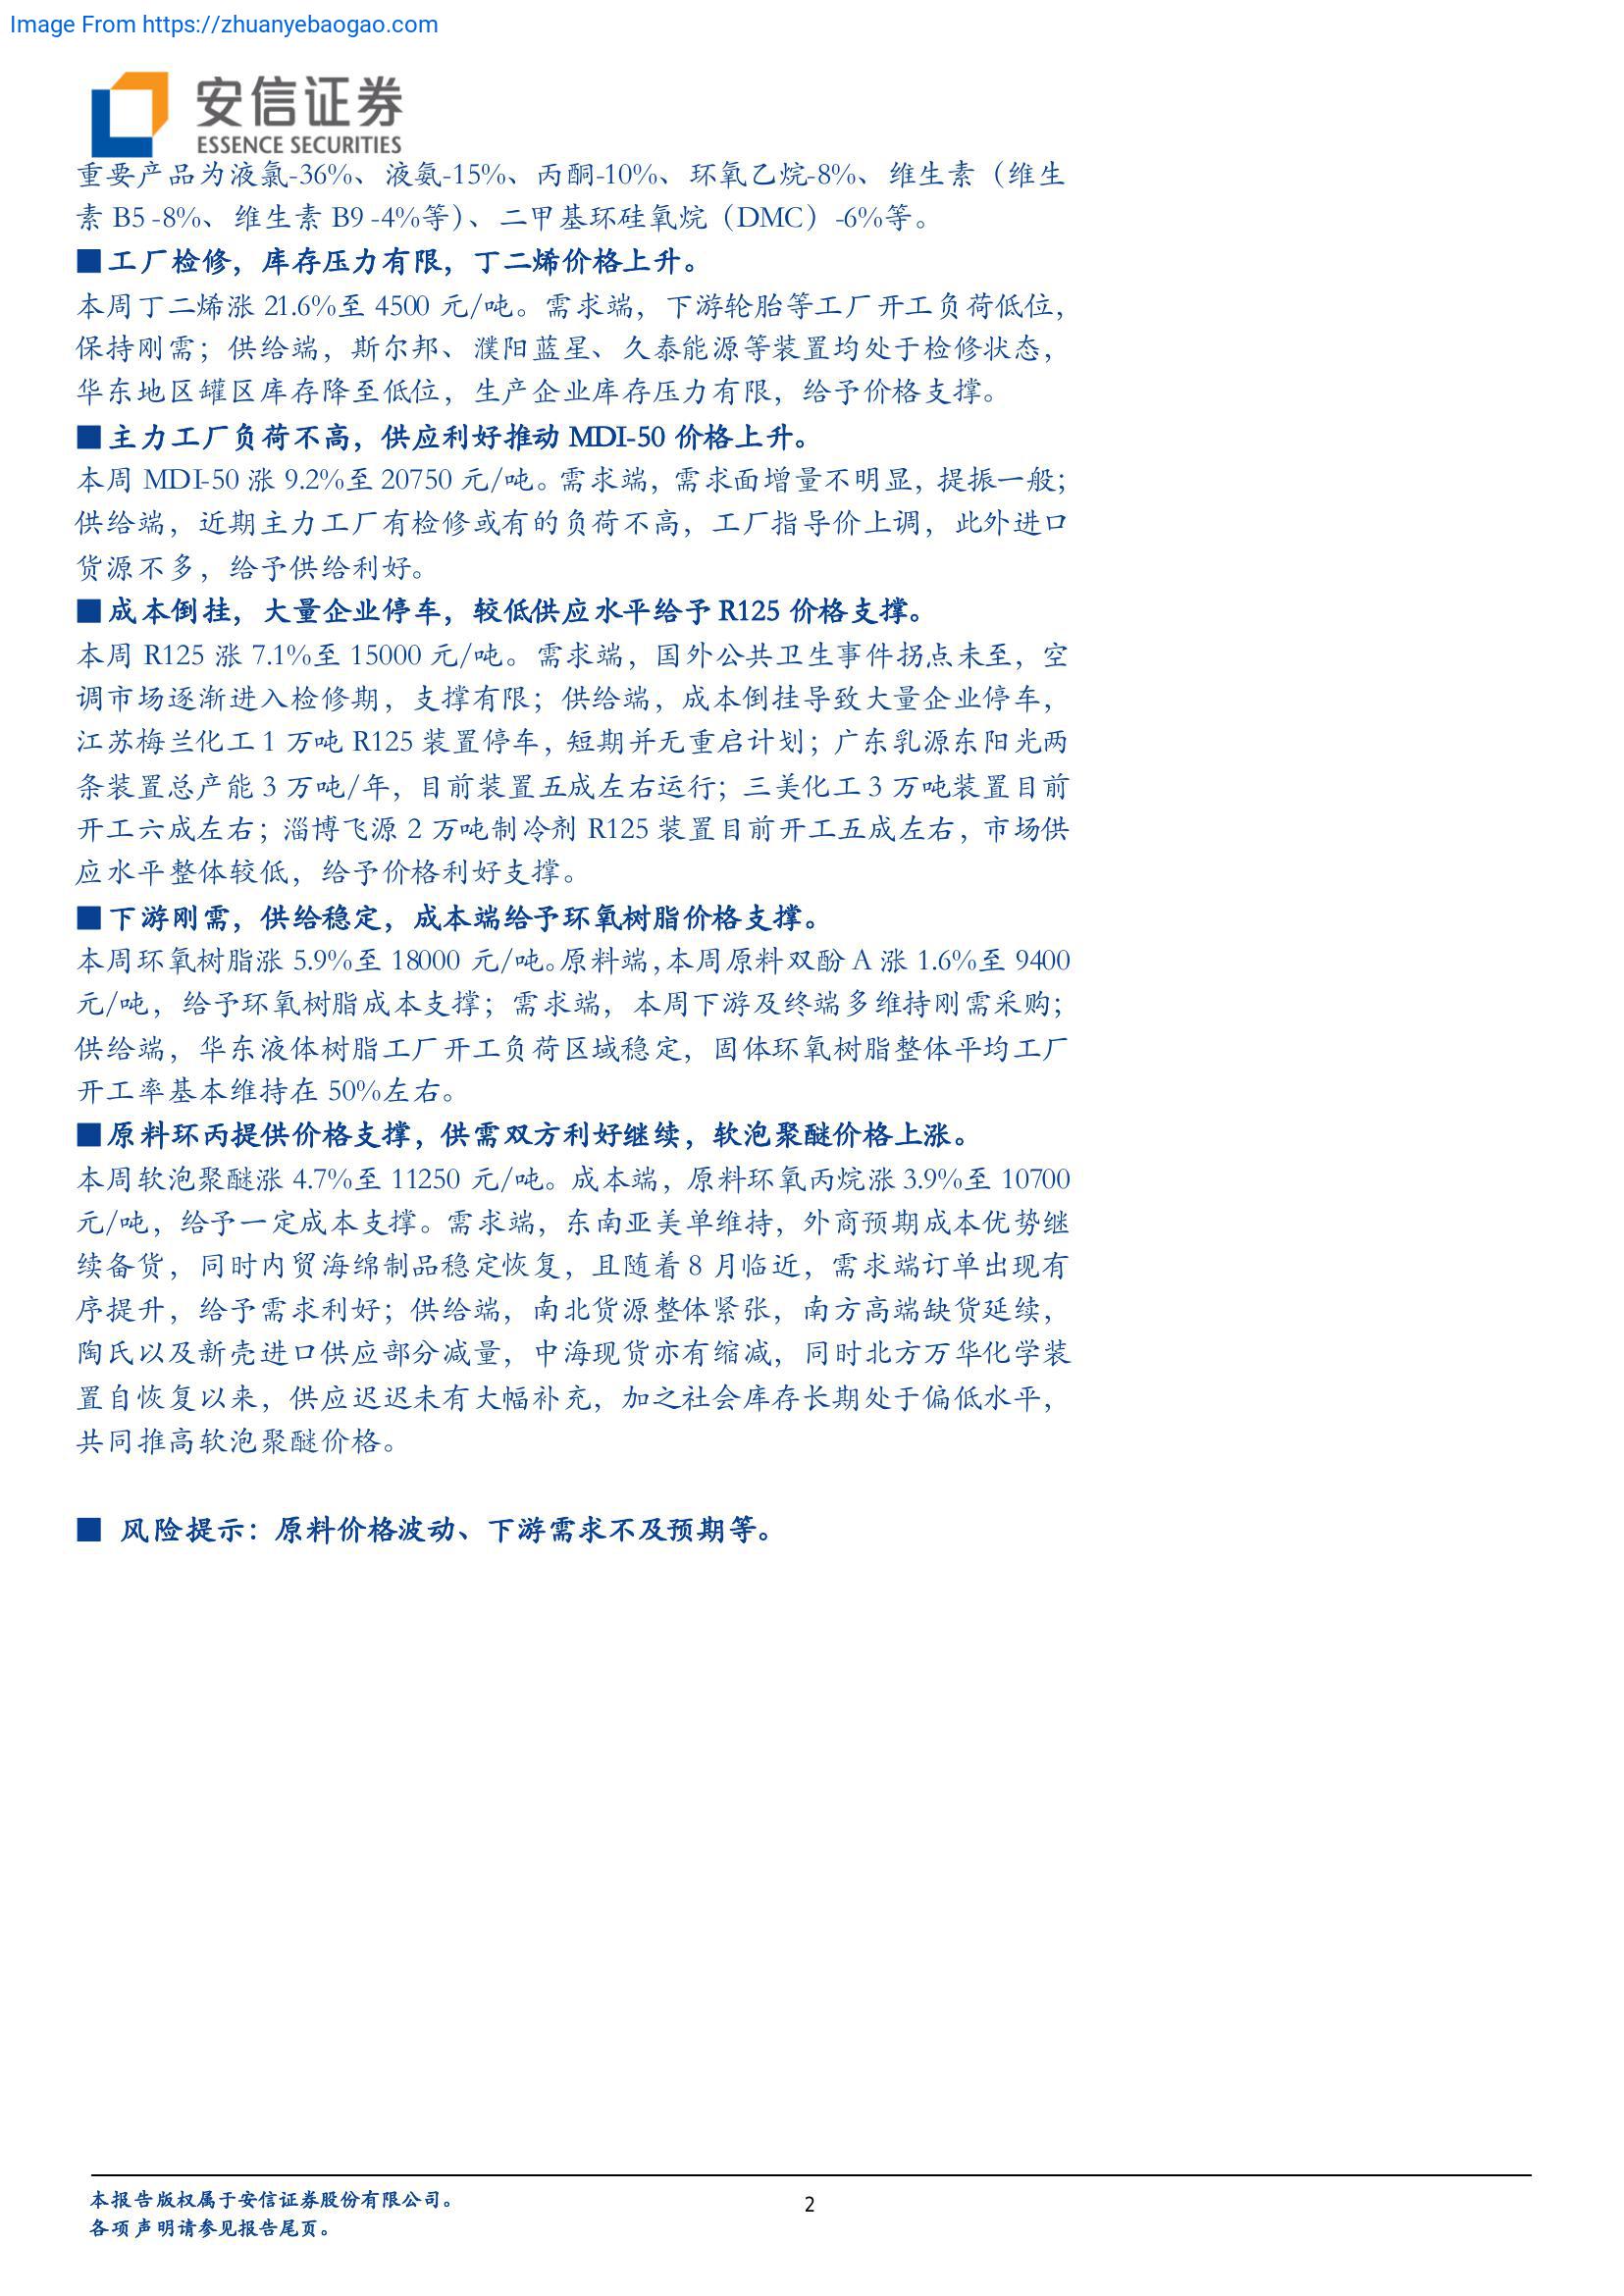 Image From https://zhuanyebaogao.com
安信证券
ESSENCE SECURITIES
重要产品为液氯-36%、液氨-15%、丙酮-10%、环氧乙烷-8%、维生素（维生
素 B5 -8%、维生素 B9 -4%等）、二甲基环硅氧烷（DMC）-6%等。
■工厂检修，库存压力有限，丁二烯价格上升。
本周丁二烯涨 21.6%至 4500 元/吨。需求端，下游轮胎等工厂开工负荷低位，
保持刚需；供给端，斯尔邦、濮阳蓝星、久泰能源等装置均处于检修状态，
华东地区罐区库存降至低位，生产企业库存压力有限，给予价格支撑。
■主力工厂负荷不高，供应利好推动 MDI-50 价格上升。
本周 MDI-50 涨 9.2%至 20750 元/吨。需求端，需求面增量不明显，提振一般；
供给端，近期主力工厂有检修或有的负荷不高，工厂指导价上调，此外进口
货源不多，给予供给利好。
■成本倒挂，大量企业停车，较低供应水平给予 R125 价格支撑。
本周 R125 涨 7.1%至 15000 元/吨。需求端，国外公共卫生事件拐点未至，空
调市场逐渐进入检修期，支撑有限；供给端，成本倒挂导致大量企业停车，
江苏梅兰化工 1 万吨 R125 装置停车，短期并无重启计划；广东乳源东阳光两
条装置总产能 3 万吨/年，目前装置五成左右运行；三美化工 3 万吨装置目前
开工六成左右；淄博飞源 2 万吨制冷剂 R125 装置目前开工五成左右，市场供
应水平整体较低，给予价格利好支撑。
■下游刚需，供给稳定，成本端给予环氧树脂价格支撑。
本周环氧树脂涨 5.9%至 18000 元/吨。原料端，本周原料双酚 A 涨 1.6%至 9400
元/吨，给予环氧树脂成本支撑；需求端，本周下游及终端多维持刚需采购；
供给端，华东液体树脂工厂开工负荷区域稳定，固体环氧树脂整体平均工厂
开工率基本维持在 50%左右。
■原料环丙提供价格支撑，供需双方利好继续，软泡聚醚价格上涨。
本周软泡聚醚涨 4.7%至 11250 元/吨。成本端，原料环氧丙烷涨 3.9%至 10700
元/吨，给予一定成本支撑。需求端，东南亚美单维持，外商预期成本优势继
续备货，同时内贸海绵制品稳定恢复，且随着 8 月临近，需求端订单出现有
序提升，给予需求利好；供给端，南北货源整体紧张，南方高端缺货延续，
陶氏以及新壳进口供应部分减量，中海现货亦有缩减，同时北方万华化学装
置自恢复以来，供应迟迟未有大幅补充，加之社会库存长期处于偏低水平，
共同推高软泡聚醚价格。
■ 风险提示：原料价格波动、下游需求不及预期等。
本报告版权属于安信证券股份有限公司。
各项声明请参见报告尾页。
2